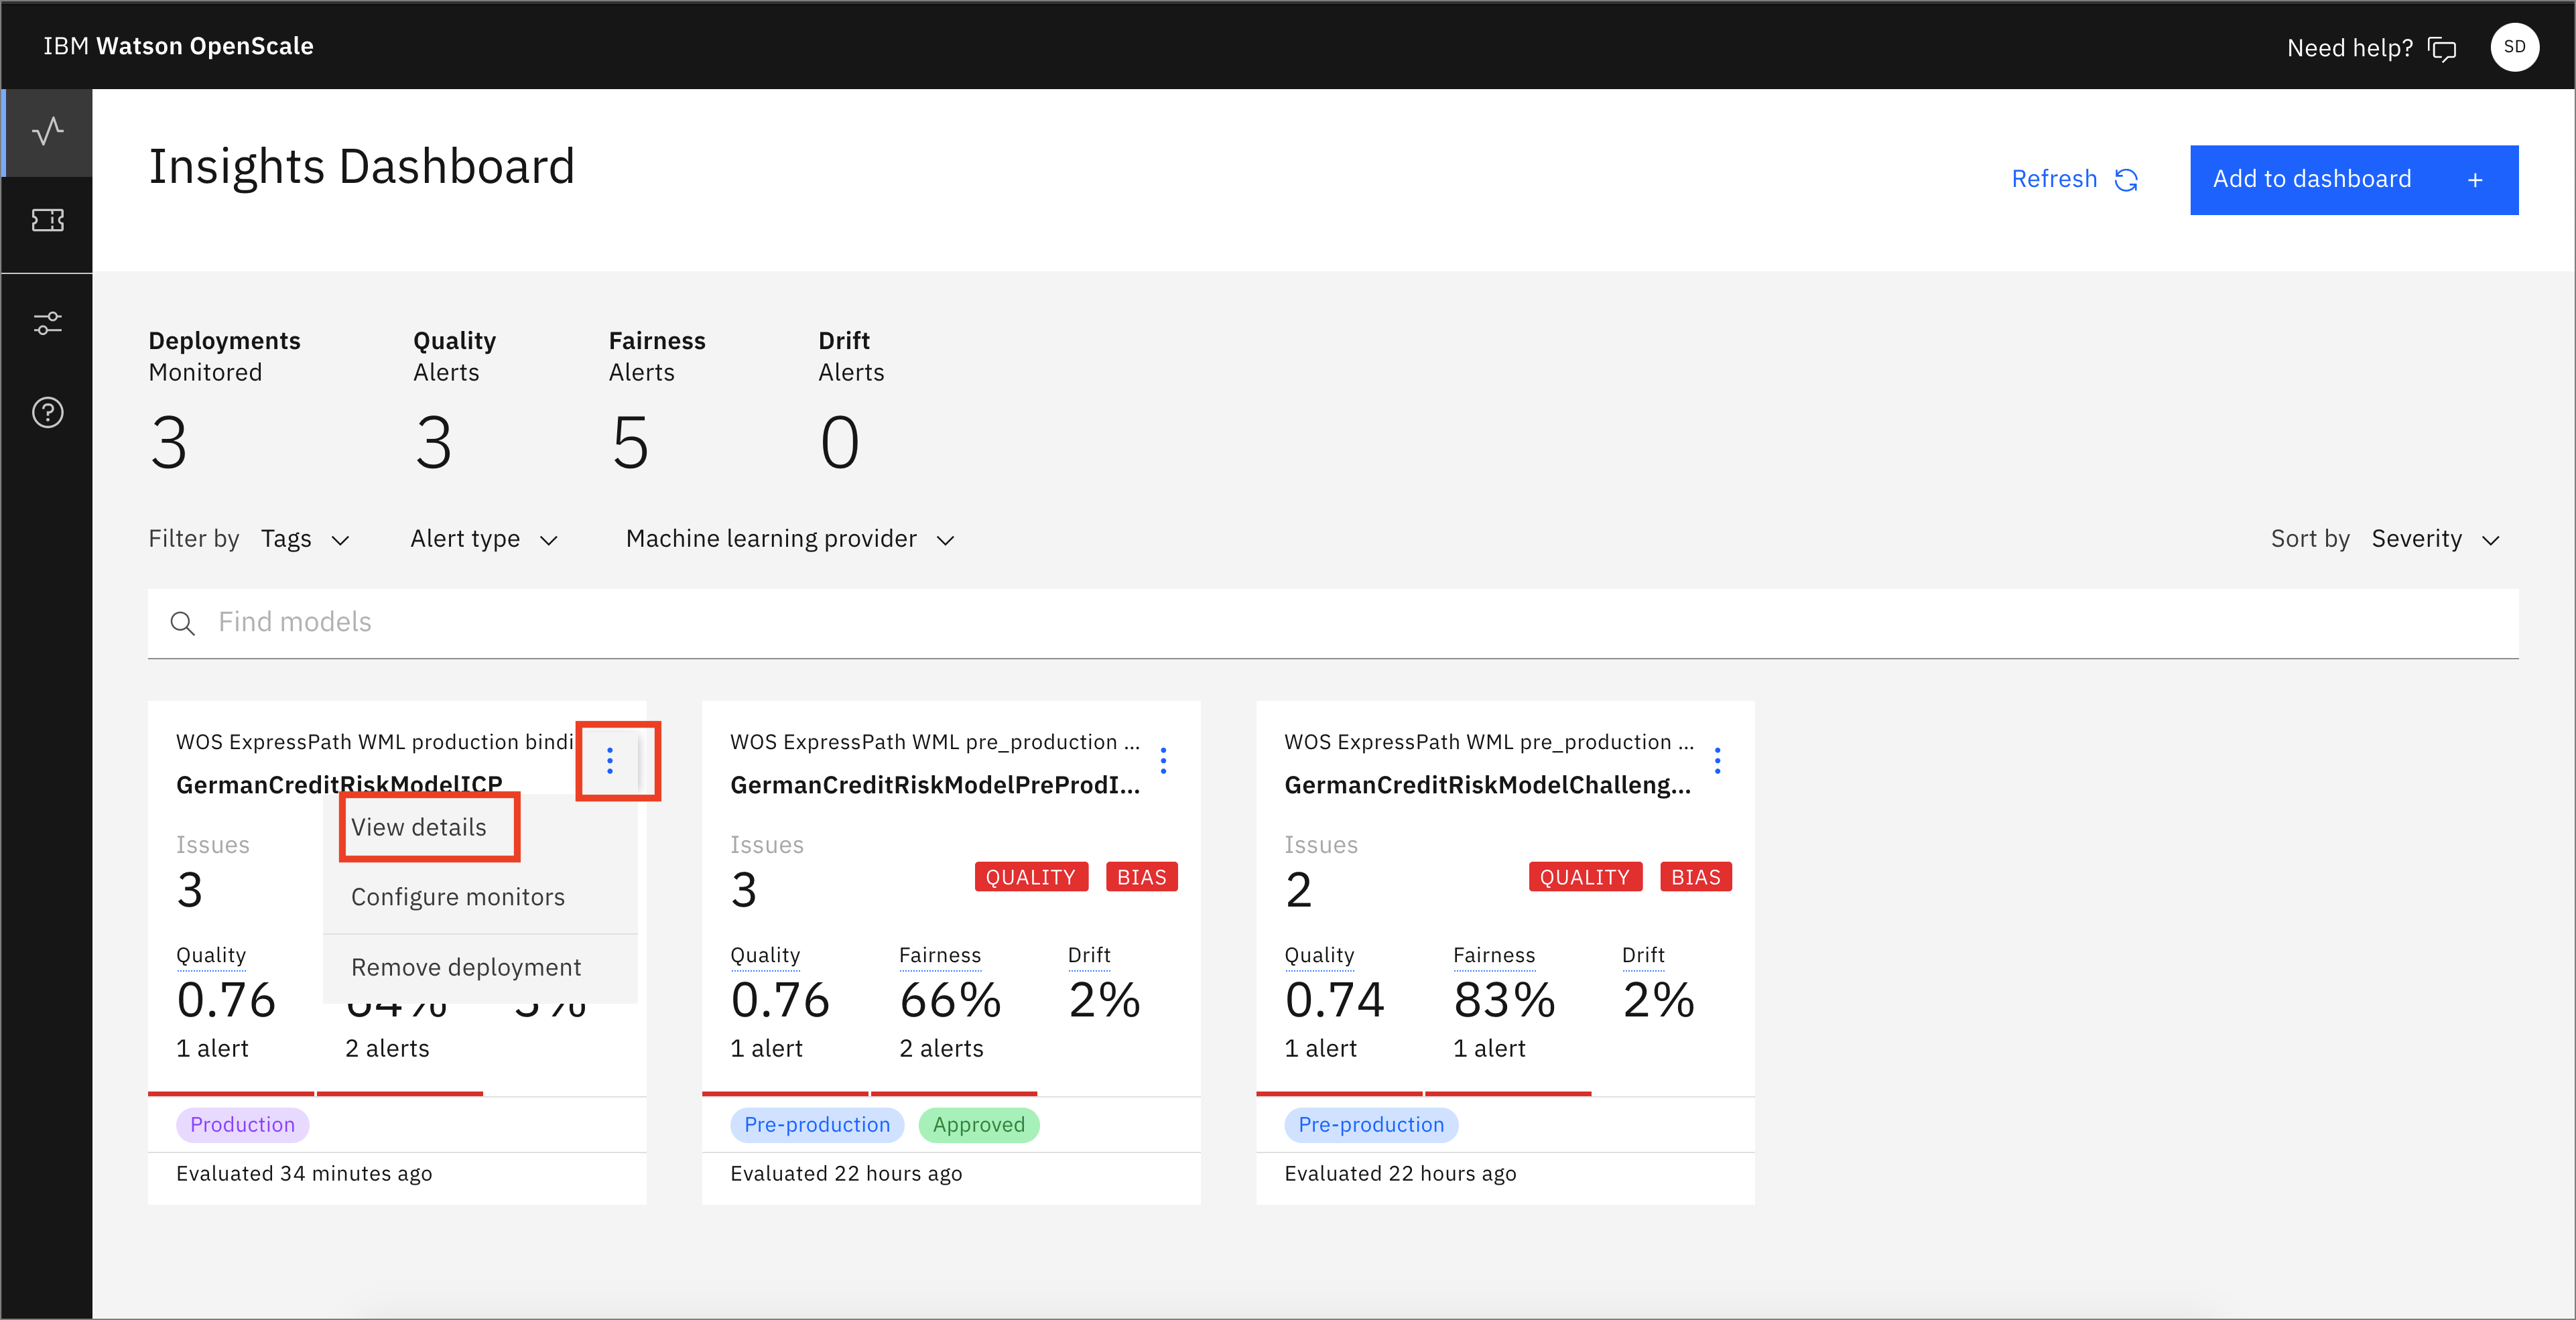 IBM Watson OpenScale
Need help?
SD
Insights Dashboard
Refresh
Add to dashboard +
Deployments
Monitored
3
Quality
Alerts
3
Fairness
Alerts
5
Drift
Alerts
0
Filter by Tags
Alert type
Machine learning provider
Sort by Severity
Find models
WOS ExpressPath WML production bindi
GermanCreditRiskModelICP
View details
Configure monitors
Remove deployment
Issues
3
Quality
0.76
1 alert
2 alerts
Production
Evaluated 34 minutes ago
WOS ExpressPath WML pre_production ...
GermanCreditRiskModelPreProdI...
Issues
3
QUALITY
BIAS
Quality
0.76
1 alert
Fairness
66%
2 alerts
Drift
2%
Pre-production
Approved
Evaluated 22 hours ago
WOS ExpressPath WML pre_production ...
GermanCreditRiskModelChalleng...
Issues
2
QUALITY
BIAS
Quality
0.74
1 alert
Fairness
83%
1 alert
Drift
2%
Pre-production
Evaluated 22 hours ago